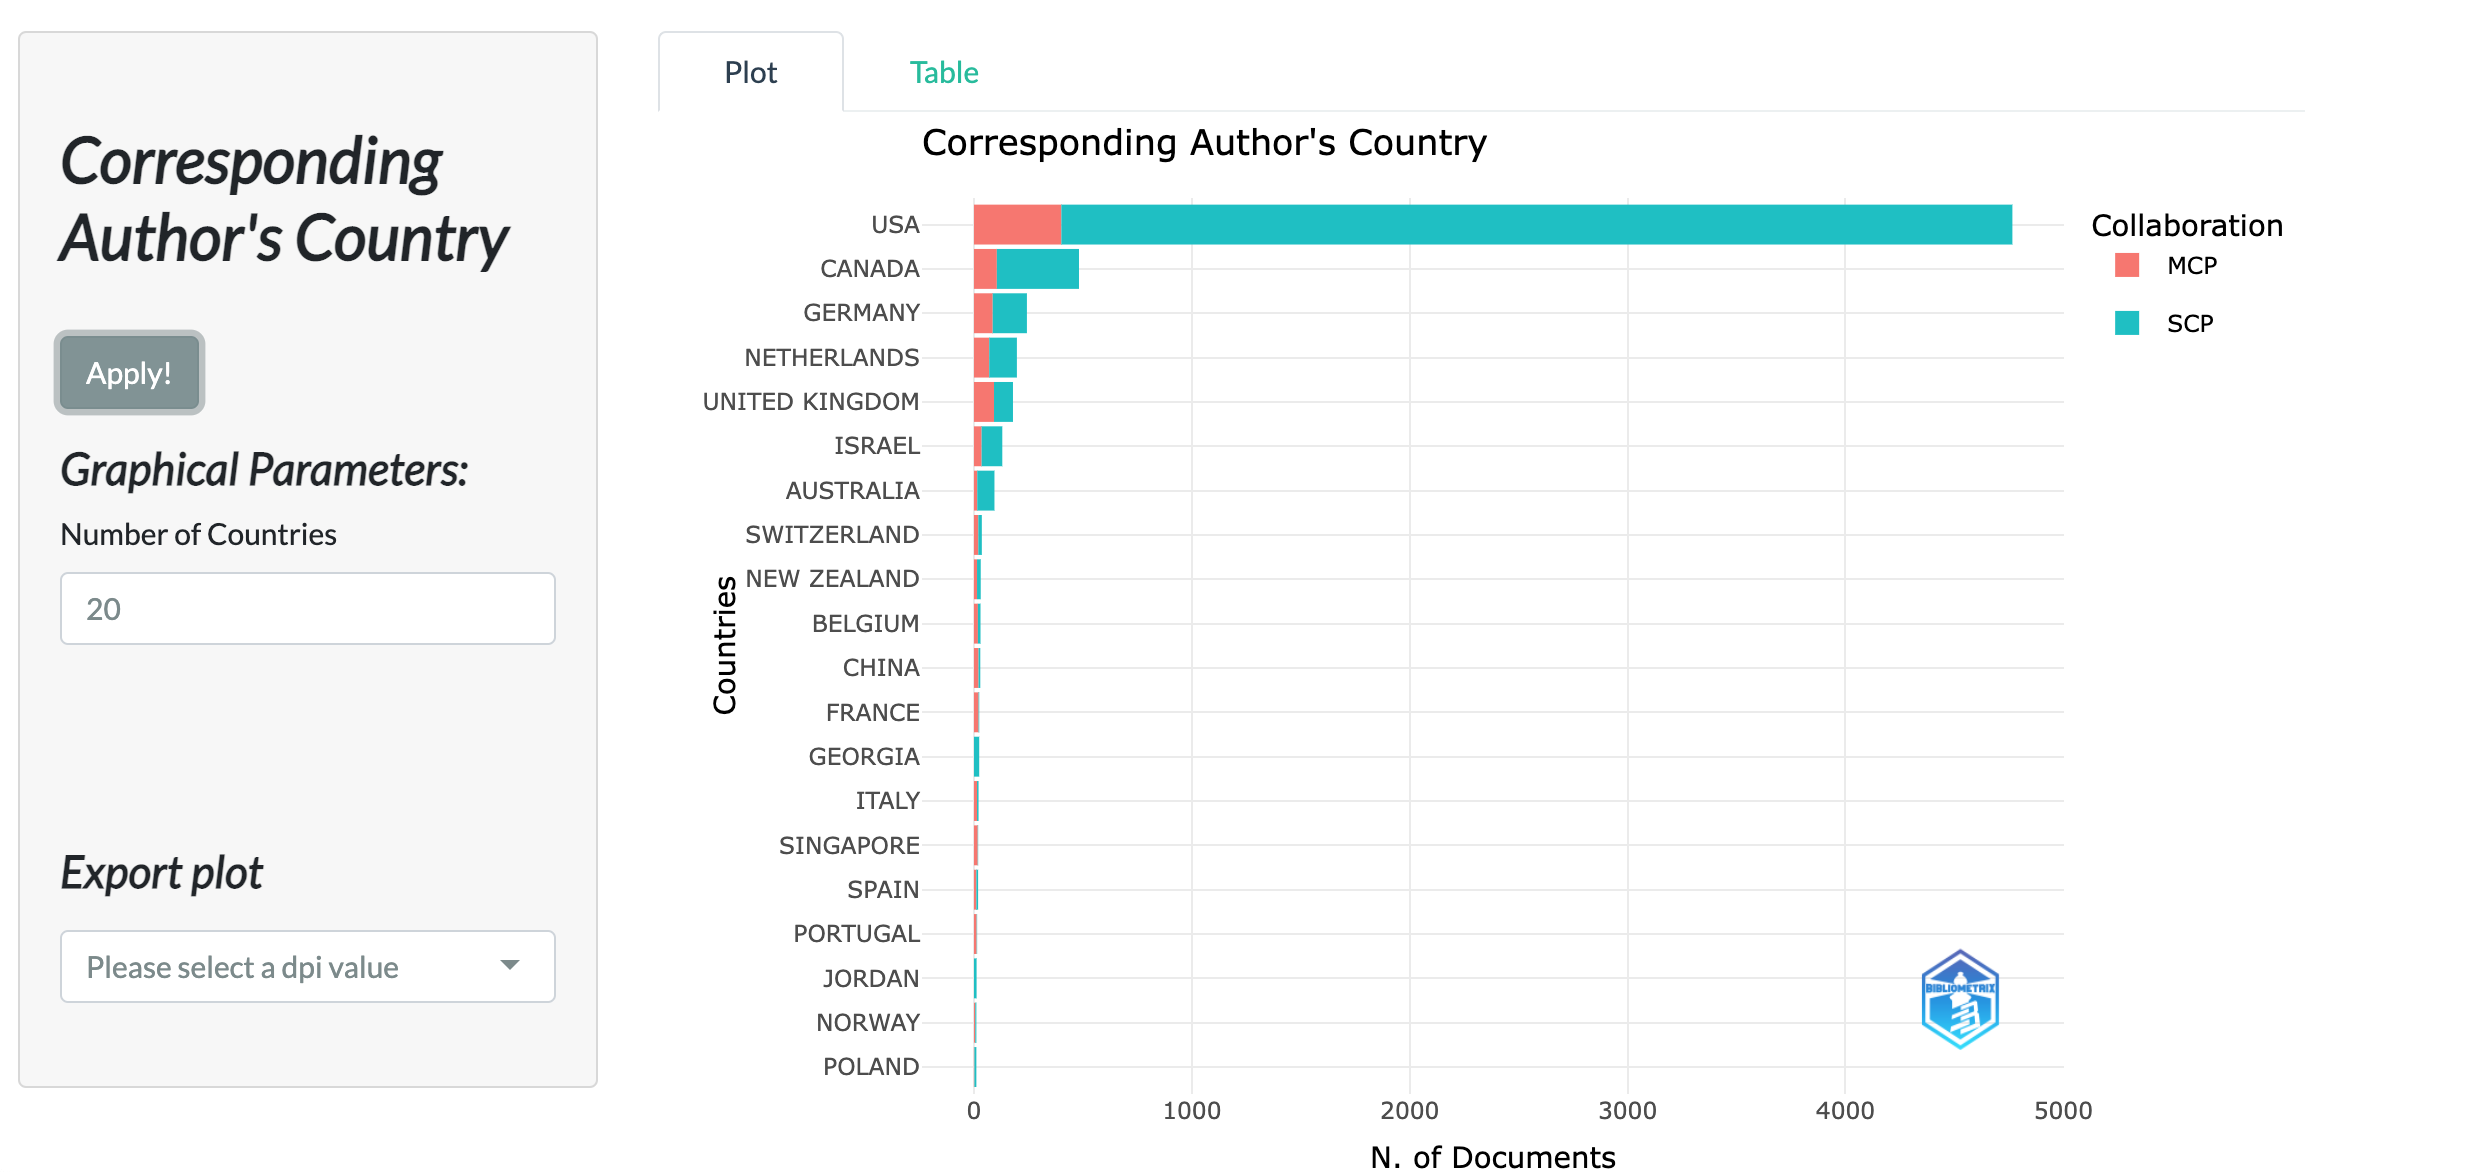 Corresponding
Author's Country
Apply!
Graphical Parameters:
Number of Countries
20
Export plot
Please select a dpi value
Plot
Table
Corresponding Author's Country
Countries
USA
CANADA
GERMANY
NETHERLANDS
UNITED KINGDOM
ISRAEL
AUSTRALIA
SWITZERLAND
NEW ZEALAND
BELGIUM
CHINA
FRANCE
GEORGIA
ITALY
SINGAPORE
SPAIN
PORTUGAL
JORDAN
NORWAY
POLAND
0 1000 2000 3000 4000 5000
N. of Documents
Collaboration
MCP
SCP
BIBLIOMETRIX